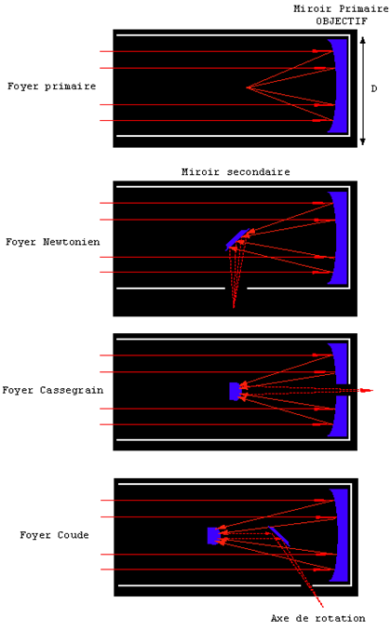 Miroir Primaire
OBJECTIF
Foyer primaire
D
Miroir secondaire
Foyer Newtonien
Foyer Cassegrain
Foyer Coude
Axe de rotation